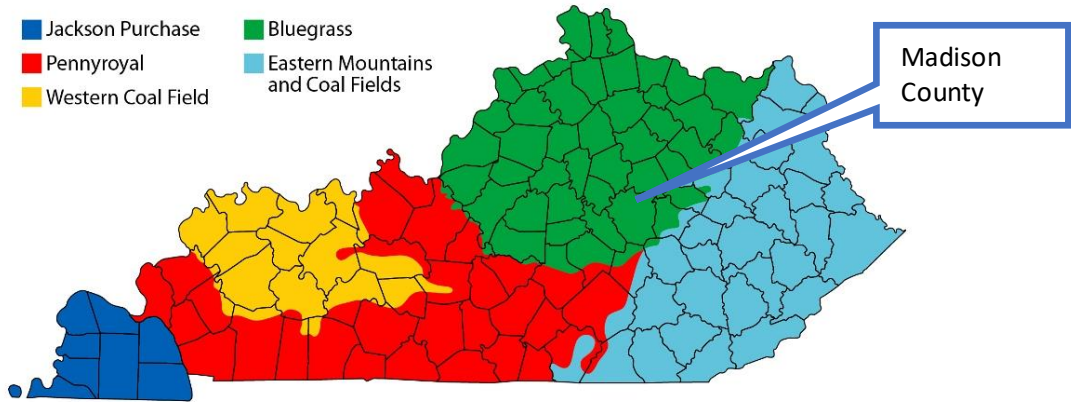 Jackson Purchase
Pennyroyal
Western Coal Field
Bluegrass
Eastern Mountains
and Coal Fields
Madison
County